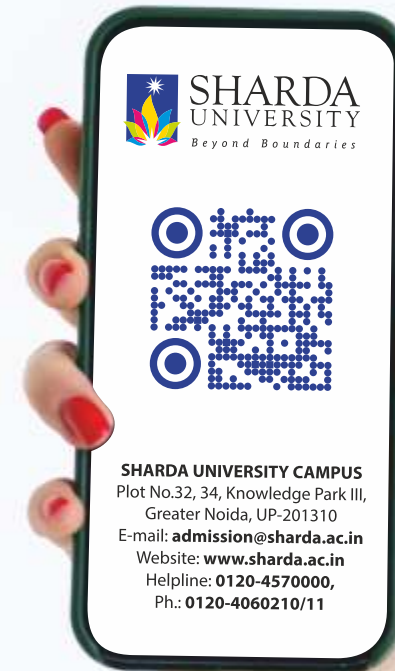 SHARDA
UNIVERSITY
Beyond Boundaries
SHARDA UNIVERSITY CAMPUS
Plot No.32, 34, Knowledge Park III,
Greater Noida, UP-201310
E-mail: admission@sharda.ac.in
Website: www.sharda.ac.in
Helpline: 0120-4570000,
Ph.: 0120-4060210/11